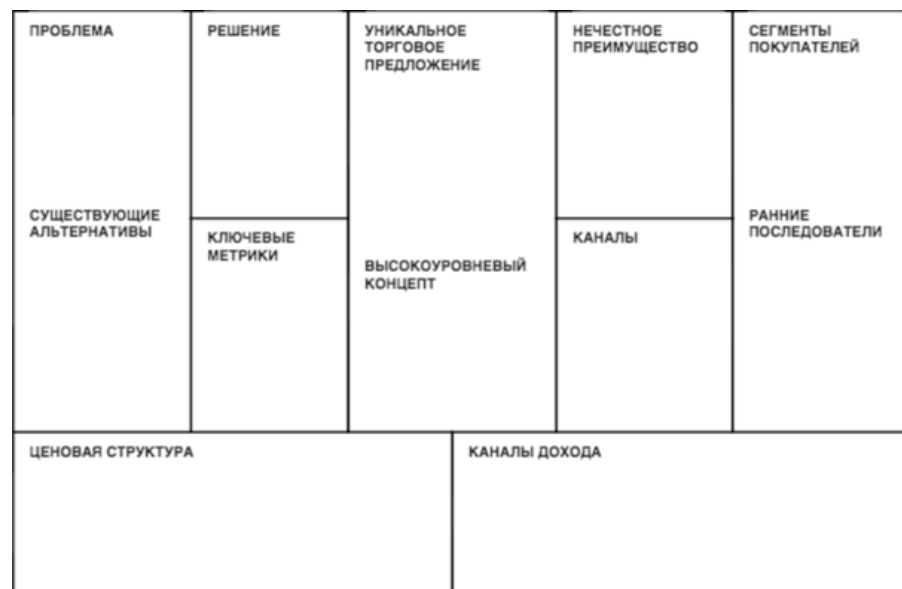 ПРОБЛЕМА
СУЩЕСТВУЮЩИЕ
АЛЬТЕРНАТИВЫ
РЕШЕНИЕ
КЛЮЧЕВЫЕ
МЕТРИКИ
УНИКАЛЬНОЕ
ТОРГОВОЕ
ПРЕДЛОЖЕНИЕ
ВЫСОКОУРОВНЕВЫЙ
КОНЦЕПТ
НЕЧЕСТНОЕ
ПРЕИМУЩЕСТВО
КАНАЛЫ
СЕГМЕНТЫ
ПОКУПАТЕЛЕЙ
РАННИЕ
ПОСЛЕДОВАТЕЛИ
ЦЕНОВАЯ СТРУКТУРА
КАНАЛЫ ДОХОДА